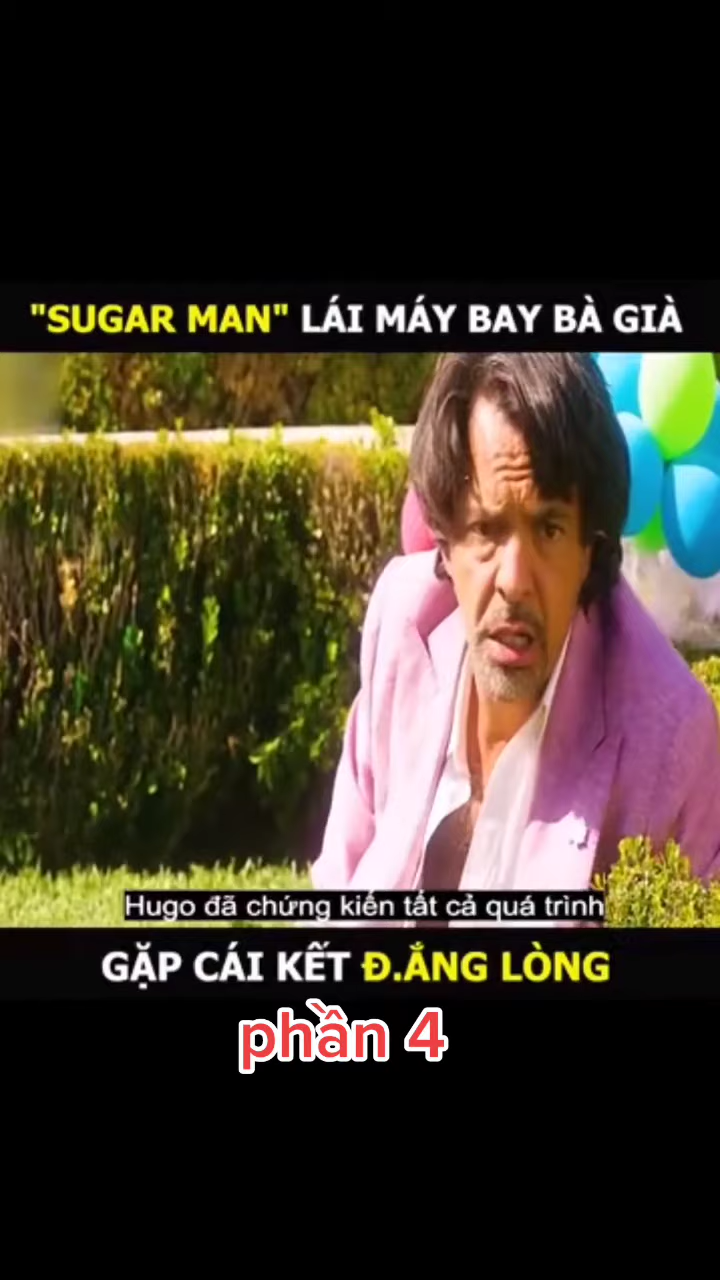 "SUGAR MAN" LÁI MÁY BAY BÀ GIÀ
Hugo đã chứng kiến tất cả quá trình
GẶP CÁI KẾT Đ.ẮNG LÒNG
phần 4